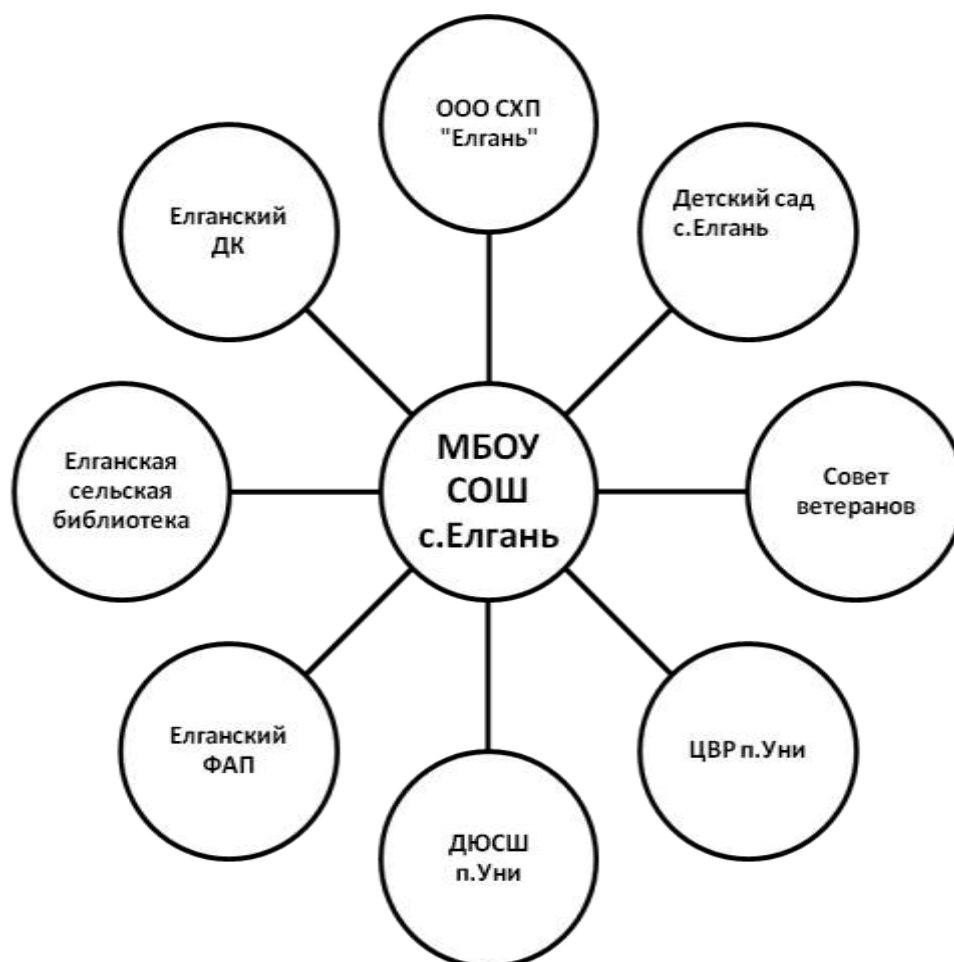 ООО СХП
"Елгань"
Детский сад
с.Елгань
Совет
ветеранов
ЦВР п.Уни
ДЮСШ
п.Уни
Елганский
ФАП
Елганская
сельская
библиотека
Елганский
ДК
МБОУ
СОШ
с.Елгань